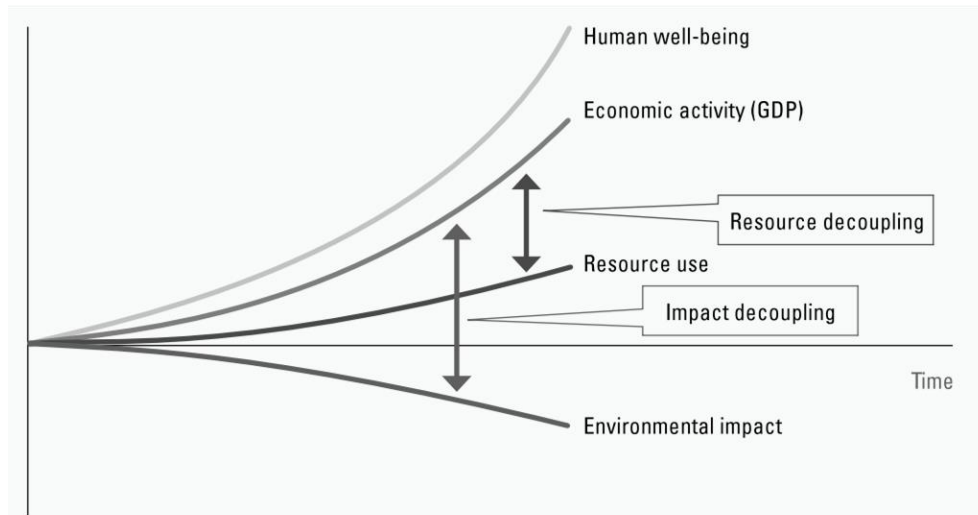 Human well-being
Economic activity (GDP)
Resource decoupling
Resource use
Impact decoupling
Time
Environmental impact